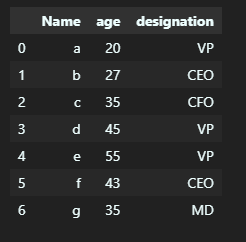 Name age designation
0 a 20 VP
1 b 27 CEO
2 c 35 CFO
3 d 45 VP
4 e 55 VP
5 f 43 CEO
6 g 35 MD